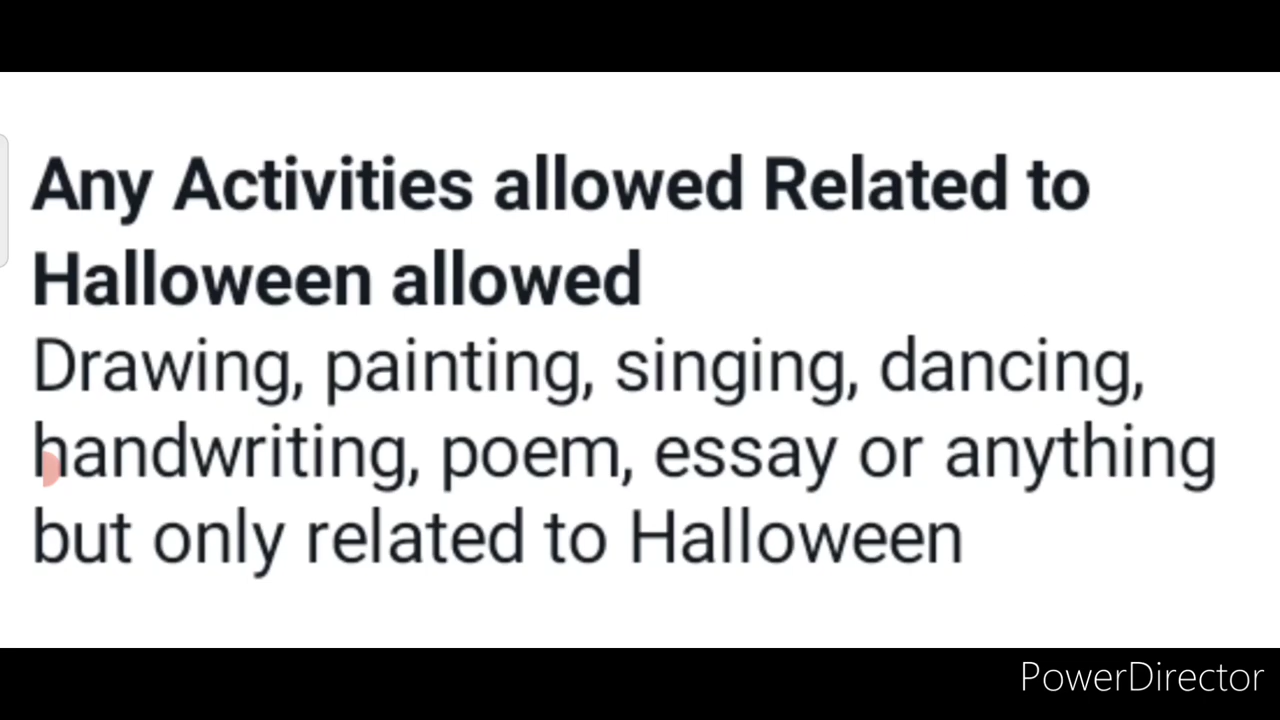 Any Activities allowed Related to
Halloween allowed
Drawing, painting, singing, dancing,
handwriting, poem, essay or anything
but only related to Halloween
PowerDirector